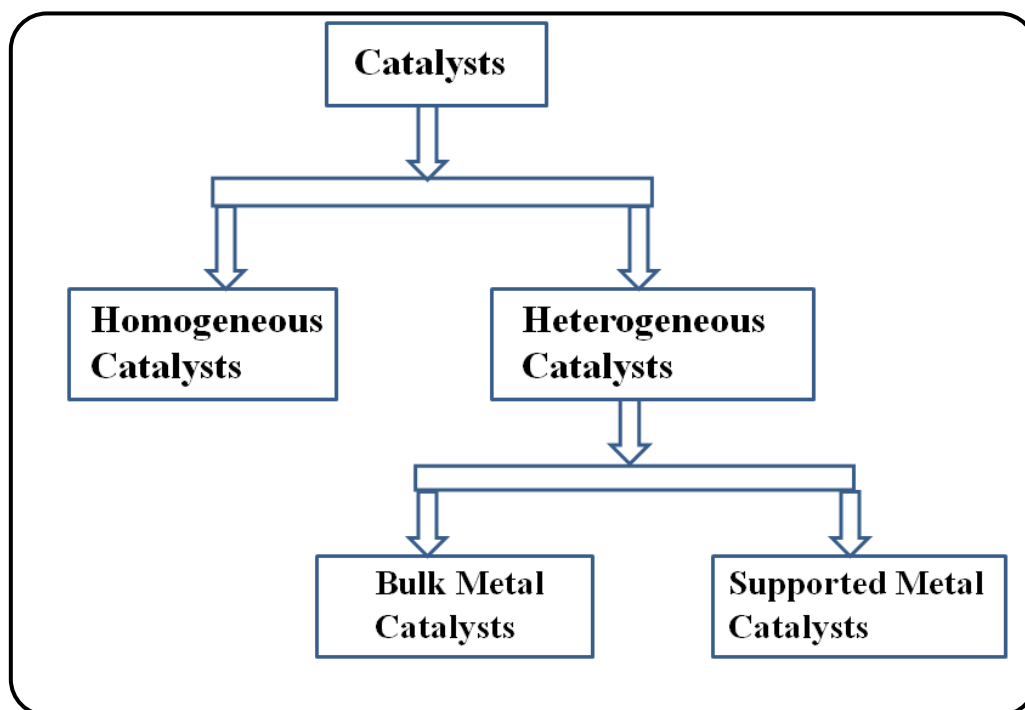 Catalysts
Homogeneous
Catalysts
Heterogeneous
Catalysts
Bulk Metal
Catalysts
Supported Metal
Catalysts